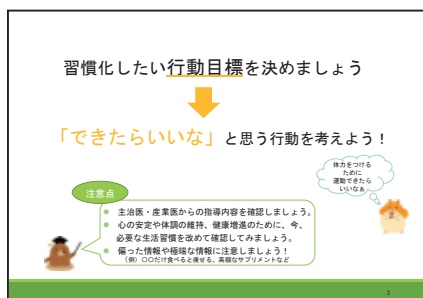 習慣化したい行動目標を決めましょう
「できたらいいな」と思う行動を考えよう！
体力をつける
ために
運動できたら
いいなぁ
注意点
主治医・産業医からの指導内容を確認しましょう。
心の安定や体調の維持、健康増進のために、今、
必要な生活習慣を改めて確認してみましょう。
偏った情報や極端な情報に注意しましょう！
（例）〇〇だけ食べると痩せる、高額なサプリメントなど
3